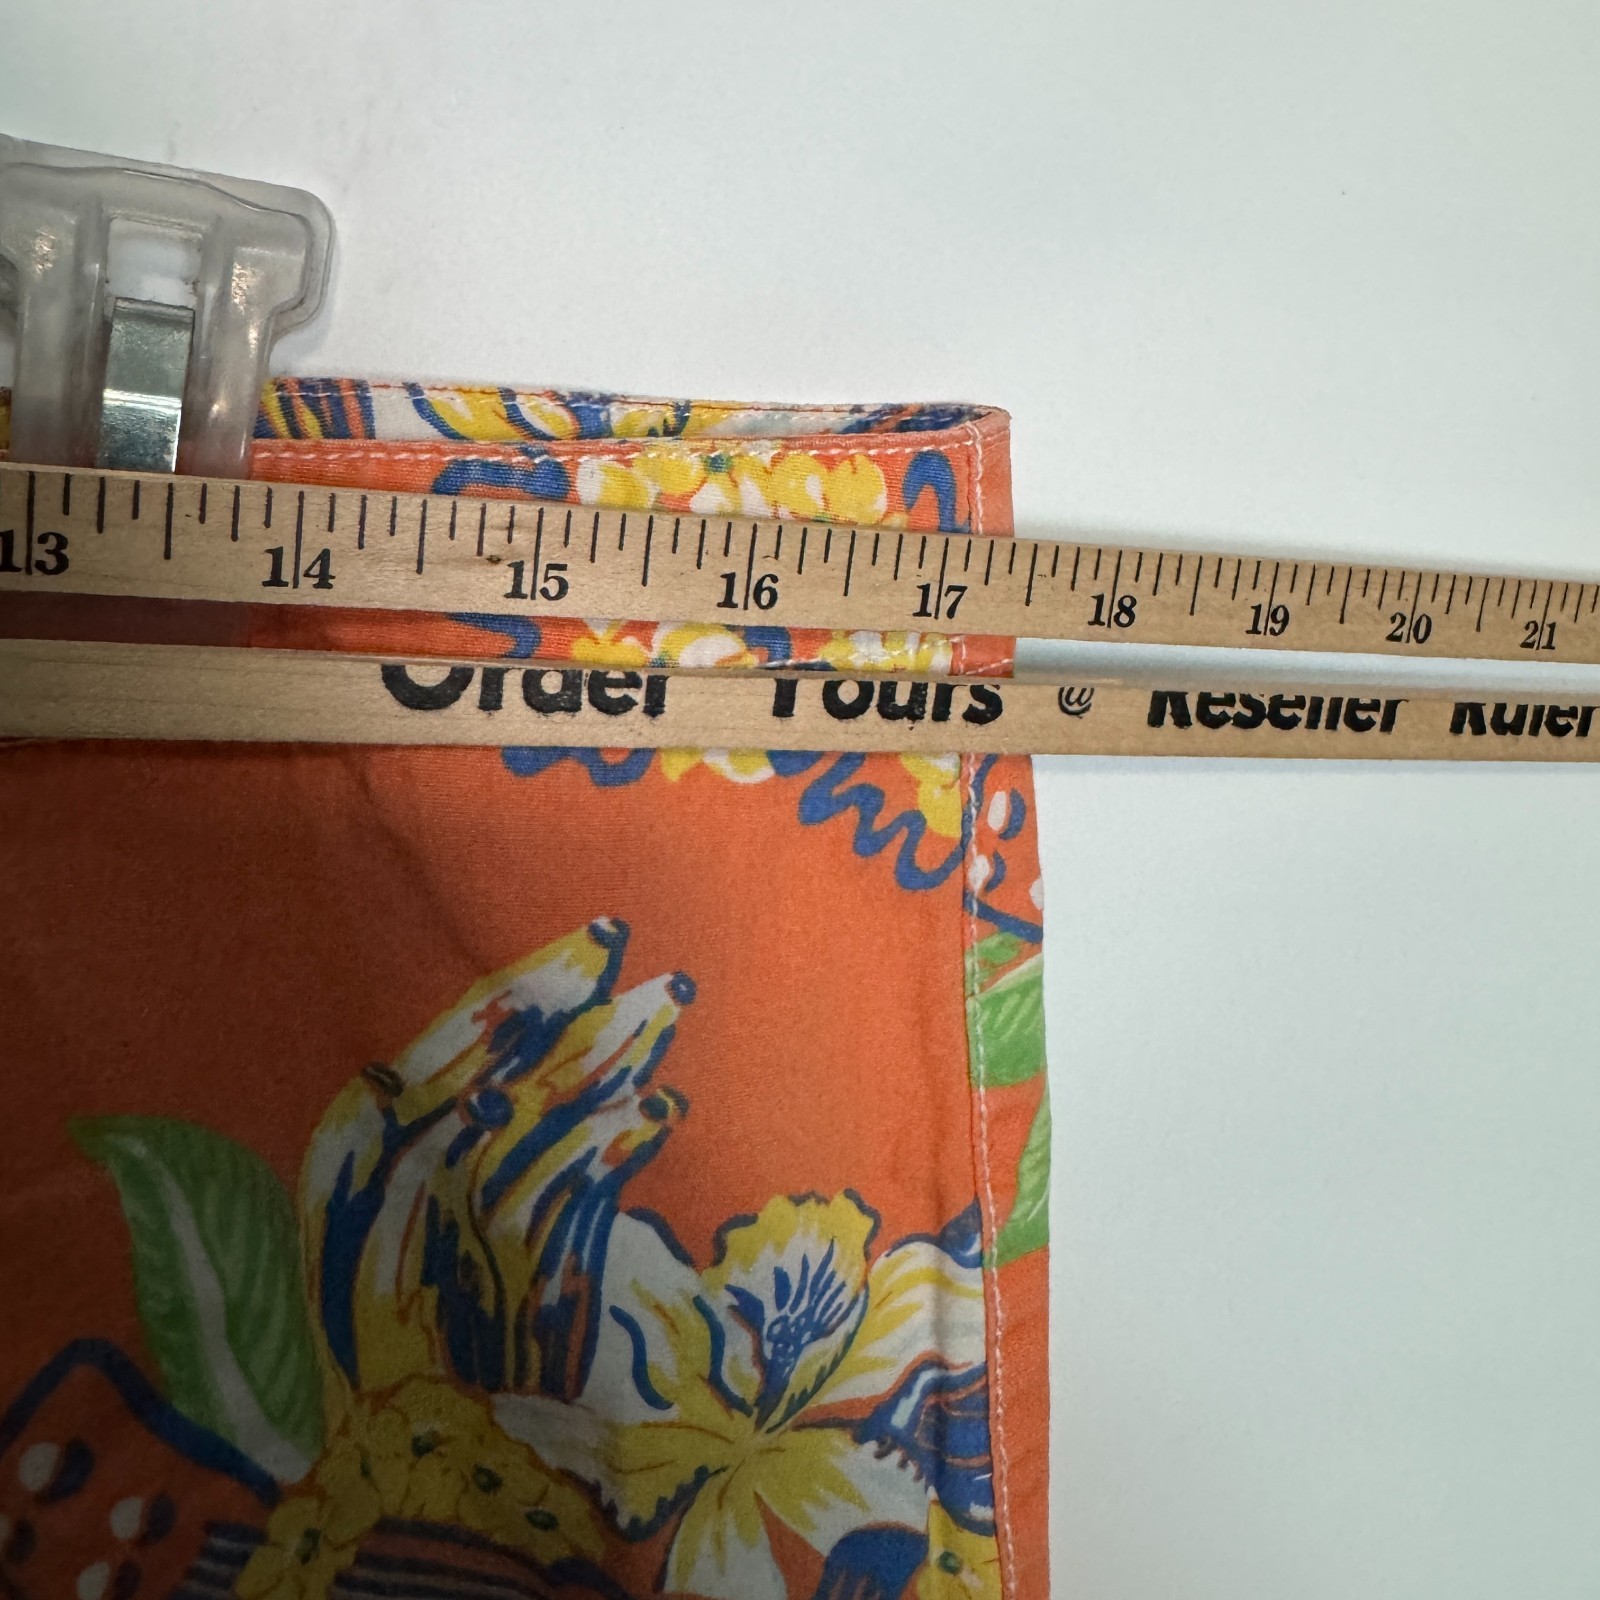 13 14 15 16 17 18 19 20 21
Order Yours @ Reseller Ruler